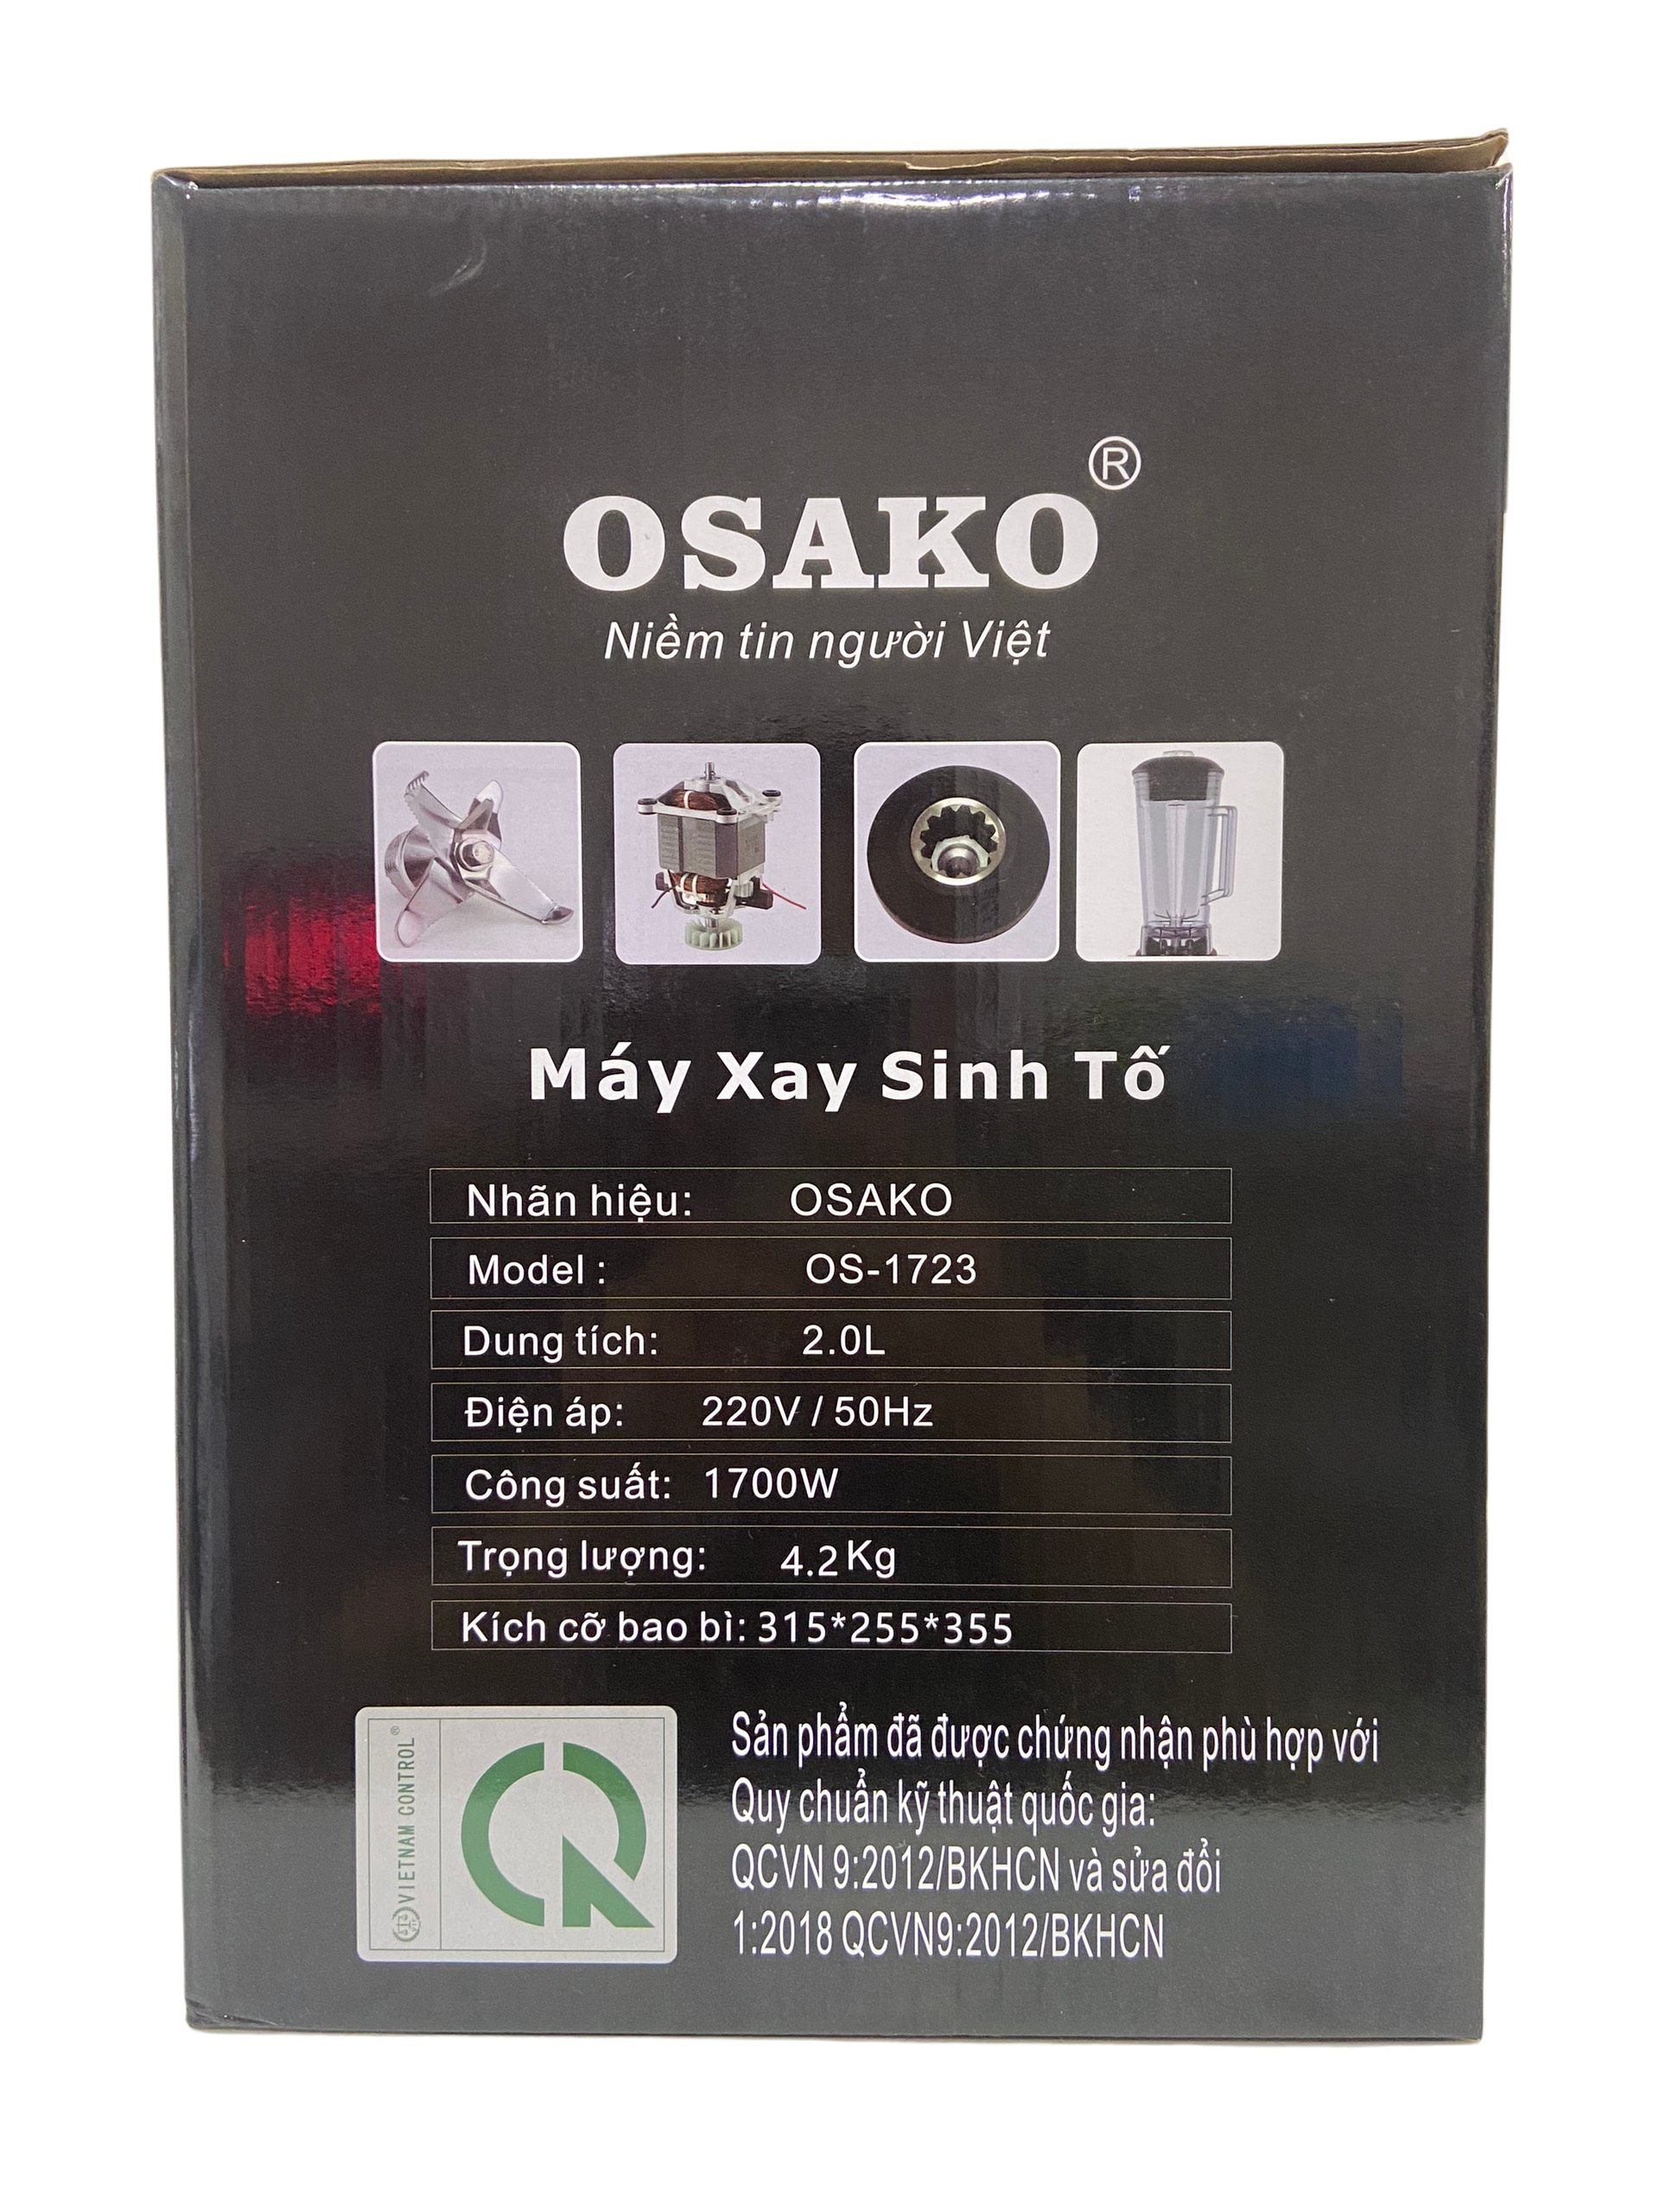 OSAKO®
Niềm tin người Việt
Máy Xay Sinh Tố
Nhãn hiệu: OSAKO
Model : OS-1723
Dung tích: 2.0L
Điện áp: 220V / 50Hz
Công suất: 1700W
Trọng lượng: 4.2Kg
Kích cỡ bao bì: 315*255*355
VIETNAM CONTROL®
Sản phẩm đã được chứng nhận phù hợp với
Quy chuẩn kỹ thuật quốc gia:
QCVN 9:2012/BKHCN và sửa đổi
1:2018 QCVN9:2012/BKHCN